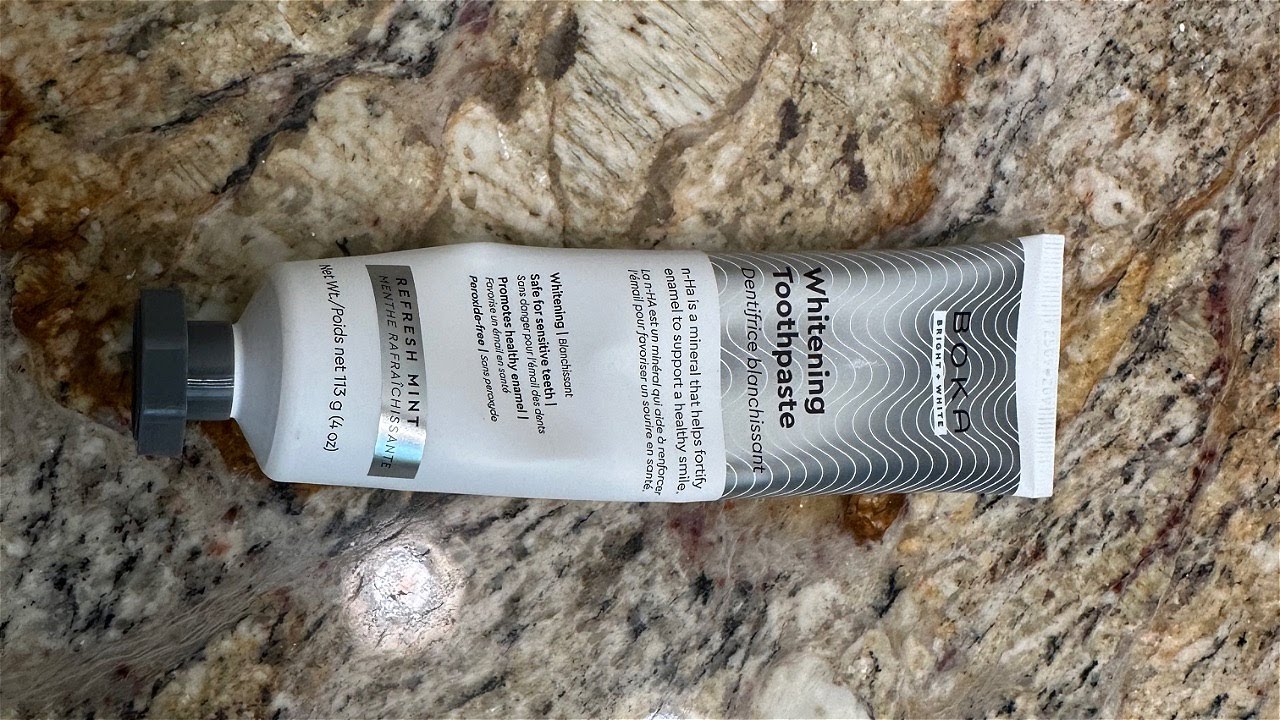 BOKA
BRIGHT + WHITE
Whitening
Toothpaste
Dentifrice blanchissant
n-Ha is a mineral that helps fortify
enamel to support a healthy smile.
La n-HA est un minéral qui aide à renforcer
l'émail pour favoriser un sourire en santé.
Whitening | Blanchissant
Safe for sensitive teeth |
Sans danger pour l'émail des dents
Promotes healthy enamel |
Favorise un émail en santé
Peroxide-free | Sans peroxyde
REFRESH MINT
MENTHE RAFRAÎCHISSANTE
Net Wt/Poids net 113 g (4 oz)